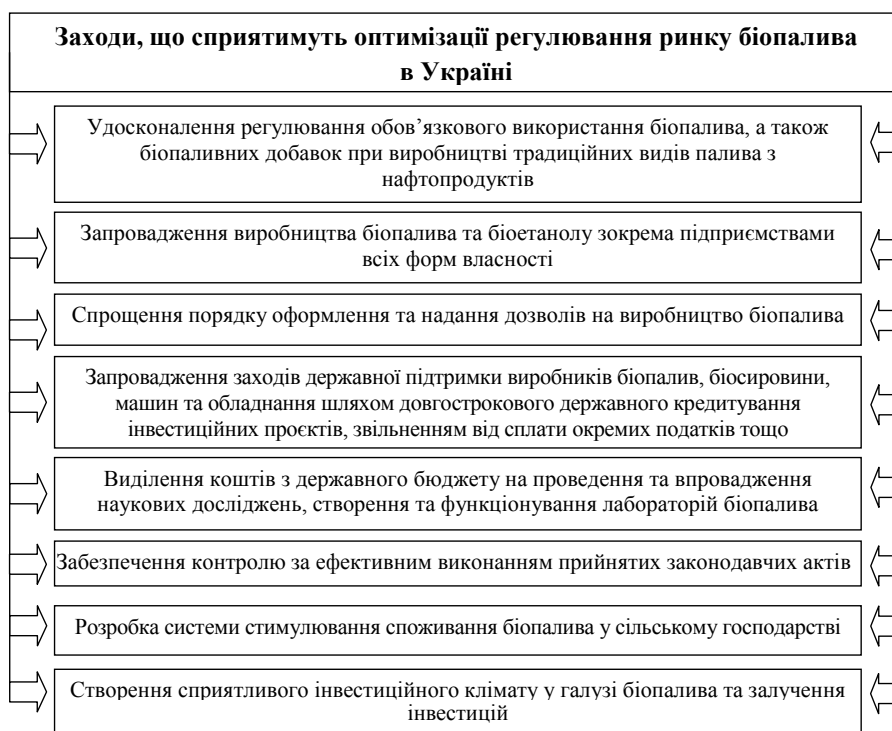 Заходи, що сприятимуть оптимізації регулювання ринку біопалива
в Україні
Удосконалення регулювання обов’язкового використання біопалива, а також
біопаливних добавок при виробництві традиційних видів палива з
нафтопродуктів
Запровадження виробництва біопалива та біоетанолу зокрема підприємствами
всіх форм власності
Спрощення порядку оформлення та надання дозволів на виробництво біопалива
Запровадження заходів державної підтримки виробників біопалив, біосировини,
машин та обладнання шляхом довгострокового державного кредитування
інвестиційних проєктів, звільненням від сплати окремих податків тощо
Виділення коштів з державного бюджету на проведення та впровадження
наукових досліджень, створення та функціонування лабораторій біопалива
Забезпечення контролю за ефективним виконанням прийнятих законодавчих актів
Розробка системи стимулювання споживання біопалива у сільському господарстві
Створення сприятливого інвестиційного клімату у галузі біопалива та залучення
інвестицій